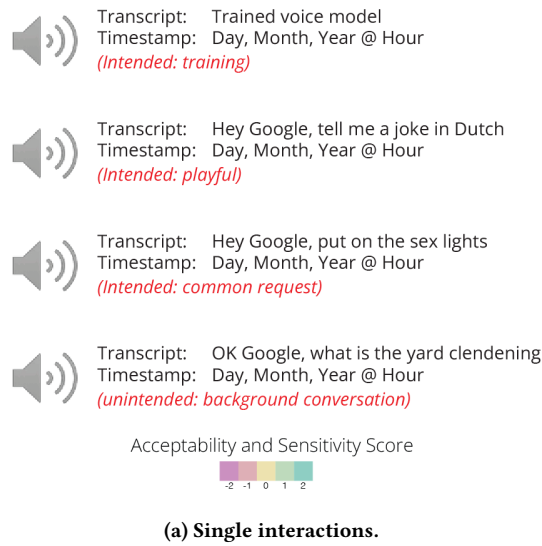 Transcript: Trained voice model
Timestamp: Day, Month, Year @ Hour
(Intended: training)
Transcript: Hey Google, tell me a joke in Dutch
Timestamp: Day, Month, Year @ Hour
(Intended: playful)
Transcript: Hey Google, put on the sex lights
Timestamp: Day, Month, Year @ Hour
(Intended: common request)
Transcript: OK Google, what is the yard clendening
Timestamp: Day, Month, Year @ Hour
(unintended: background conversation)
Acceptability and Sensitivity Score
-2 -1 0 1 2
(a) Single interactions.